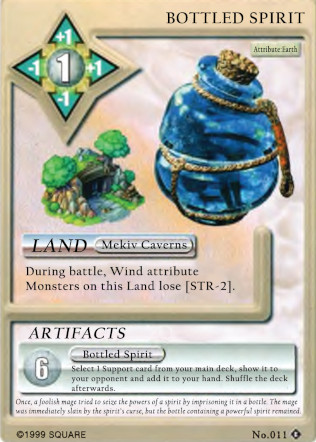 BOTTLED SPIRIT
Attribute Earth
+1
-1 1 +1
-1
LAND Mekiv Caverns
During battle, Wind attribute
Monsters on this Land lose [STR-2].
ARTIFACTS
6 Bottled Spirit
Select 1 Support card from your main deck, show it to
your opponent and add it to your hand. Shuffle the deck
afterwards.
Once, a foolish mage tried to seize the powers of a spirit by imprisoning it in a bottle. The mage
was immediately slain by the spirit's curse, but the bottle containing a powerful spirit remained.
©1999 SQUARE No.011